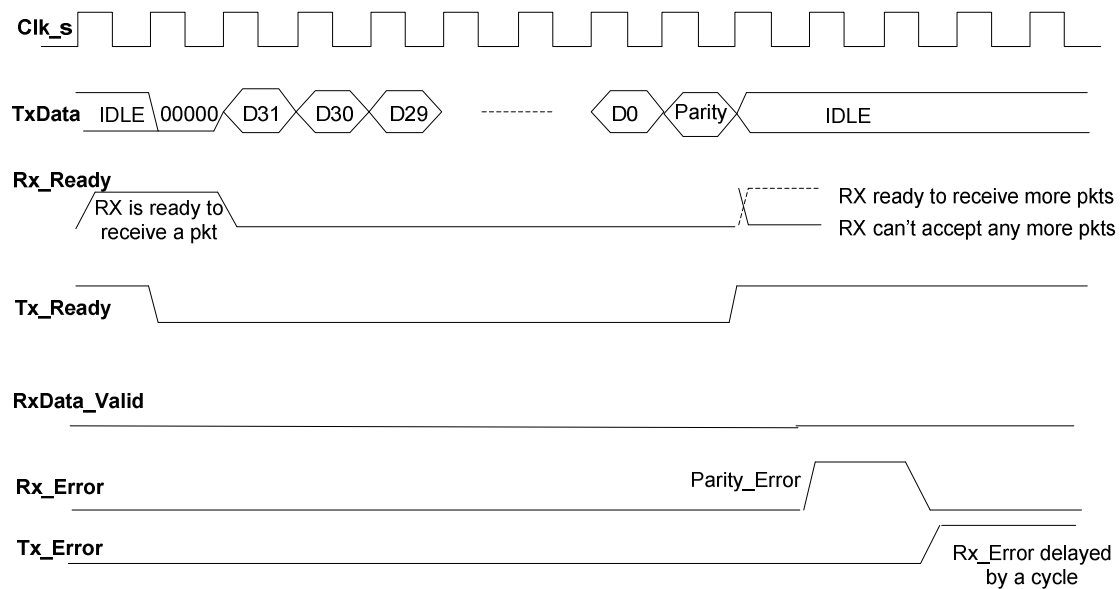 Clk_s
TxData
IDLE
00000
D31
D30
D29
D0
Parity
IDLE
Rx_Ready
RX is ready to
receive a pkt
RX ready to receive more pkts
RX can't accept any more pkts
Tx_Ready
RxData_Valid
Rx_Error
Parity_Error
Tx_Error
Rx_Error delayed
by a cycle